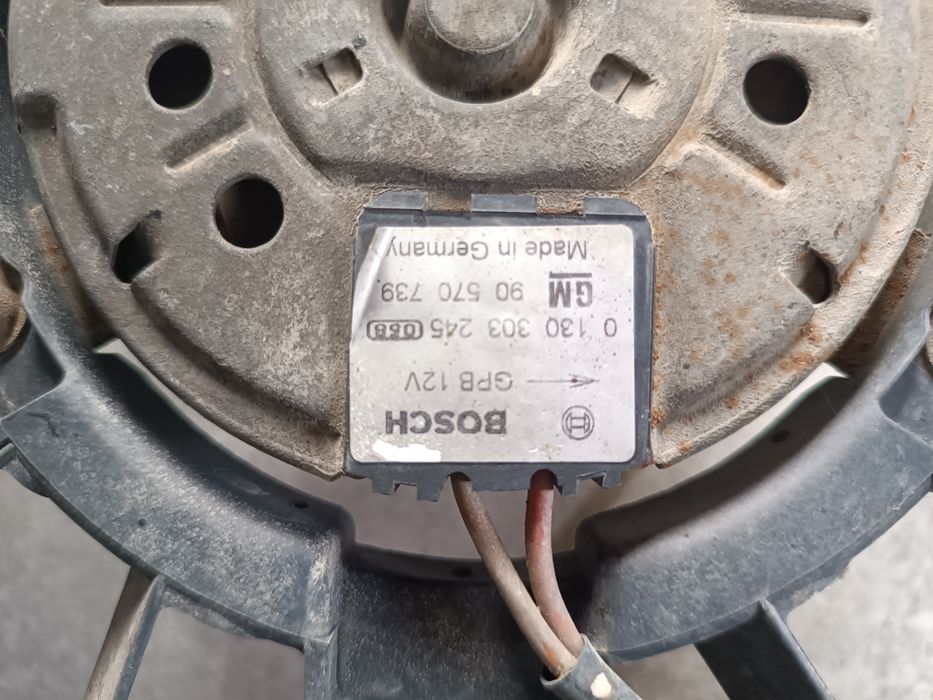 BOSCH
GPB 12V
0 130 303 245
GM 90 570 739
Made in Germany